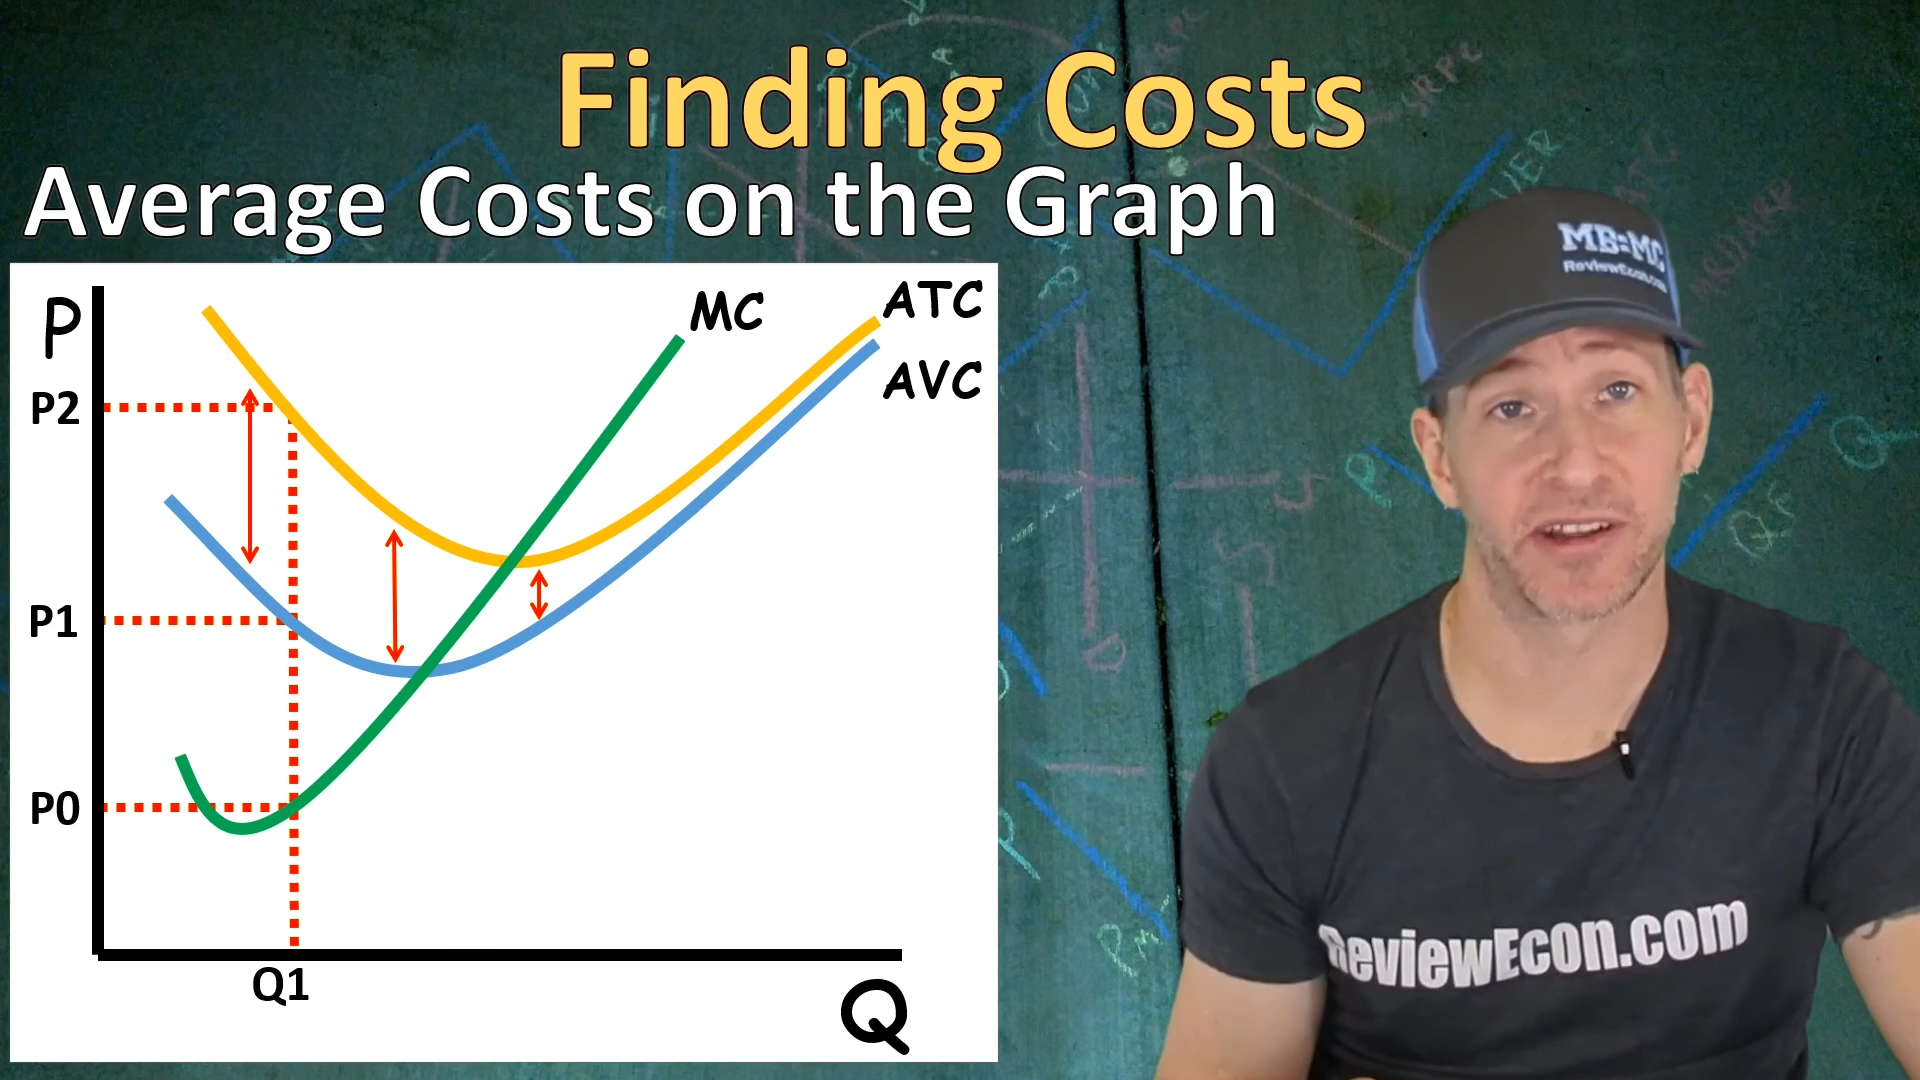 Finding Costs
Average Costs on the Graph
P
MC
ATC
AVC
P2
P1
P0
Q1
Q
MB=MC
ReviewEcon.com
ReviewEcon.com